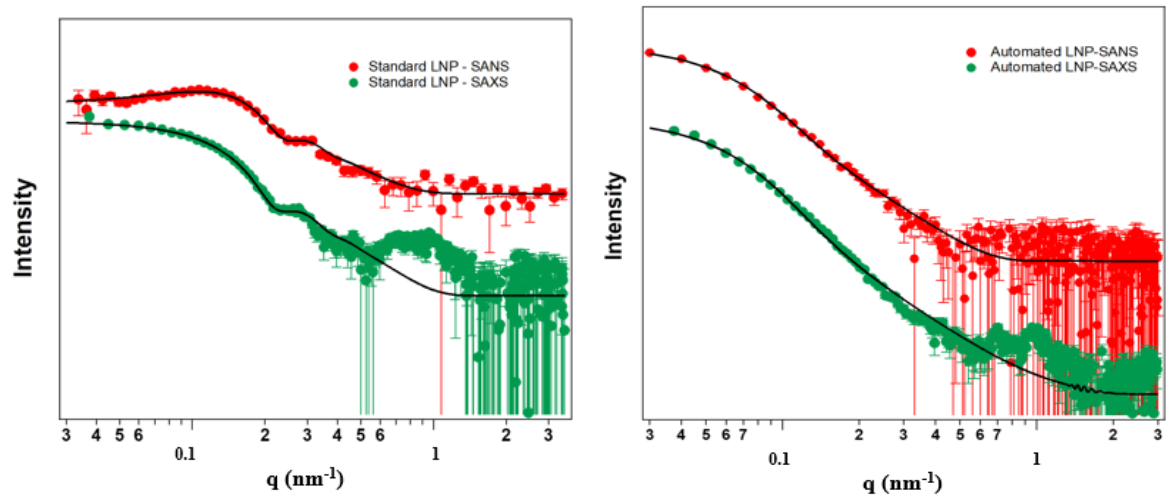 Standard LNP - SANS
Standard LNP - SAXS
Intensity
3 4 5 6 2 3 4 5 6 2 3
0.1 1
q (nm-1)
Automated LNP-SANS
Automated LNP-SAXS
Intensity
3 4 5 6 7 2 3 4 5 6 7 2 3
0.1 1
q (nm-1)